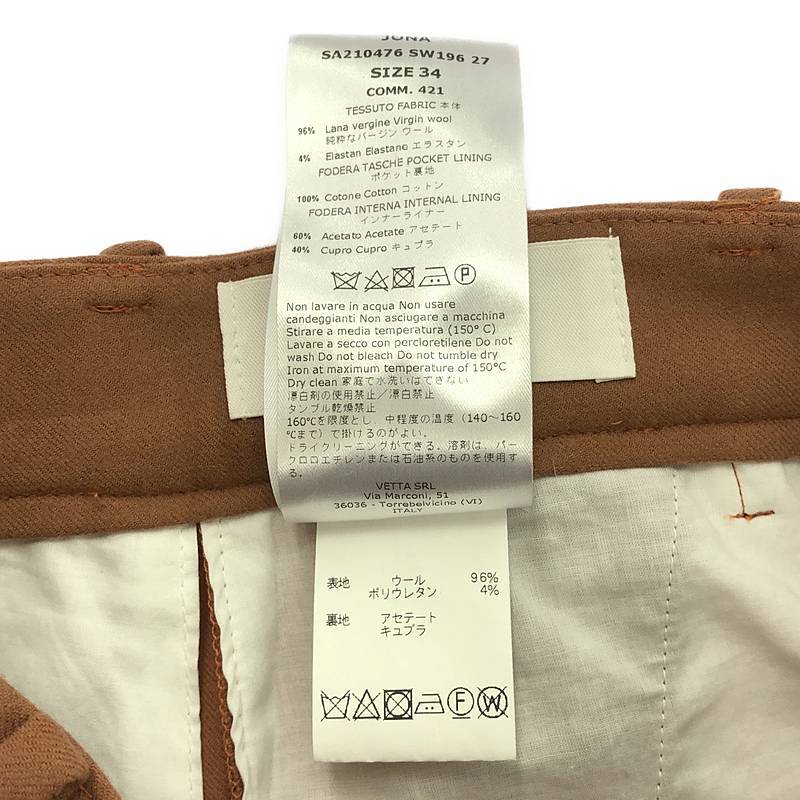 JONA
SA210476 SW196 27
SIZE 34
COMM. 421
TESSUTO FABRIC 本体
96% Lana vergine Virgin wool
純粋なバージン ウール
4% Elastan Elastane エラスタン
FODERA TASCHE POCKET LINING
ポケット裏地
100% Cotone Cotton コットン
FODERA INTERNA INTERNAL LINING
インナーライナー
60% Acetato Acetate アセテート
40% Cupro Cupro キュプラ
P
Non lavare in acqua Non usare
candeggianti Non asciugare a macchina
Stirare a media temperatura (150° C)
Lavare a secco con percloretilene Do not
wash Do not bleach Do not tumble dry
Iron at maximum temperature of 150°C
Dry clean 家庭で水洗いはできない
漂白剤の使用禁止／漂白禁止
タンブル乾燥禁止
160℃を限度とし、中程度の温度（140～160
℃まで）で掛けるのがよい。
ドライクリーニングができる。溶剤は、パー
クロロエチレンまたは石油系のものを使用す
る。
VETTA SRL
Via Marconi, 51
36036 - Torrebelvicino (VI)
ITALY
表地 ウール 96%
ポリウレタン 4%
裏地 アセテート
キュプラ
F W